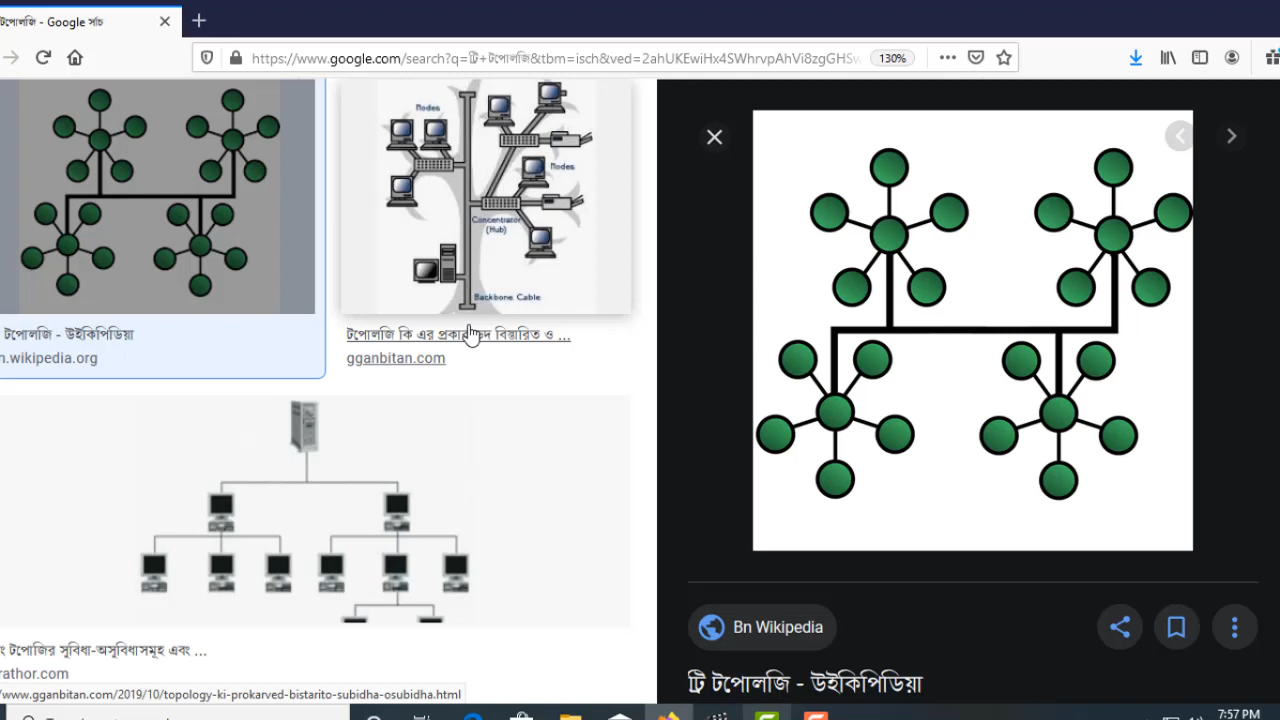 টপোলজি - Google সার্চ
https://www.google.com/search?q=ট্রি+টপোলজি&tbm=isch&ved=2ahUKEwiHx4SWhrvpAhVi8zgGHSw
130%
Nodes
Nodes
Concentrator
(Hub)
Backbone Cable
টপোলজি - উইকিপিডিয়া
n.wikipedia.org
টপোলজি কি এর প্রকারভেদ বিস্তারিত ও ...
gganbitan.com
টপোজির সুবিধা-অসুবিধাসমূহ এবং ...
rathor.com
/www.gganbitan.com/2019/10/topology-ki-prokarved-bistarito-subidha-osubidha.html
Bn Wikipedia
ট্রি টপোলজি - উইকিপিডিয়া
7:57 PM